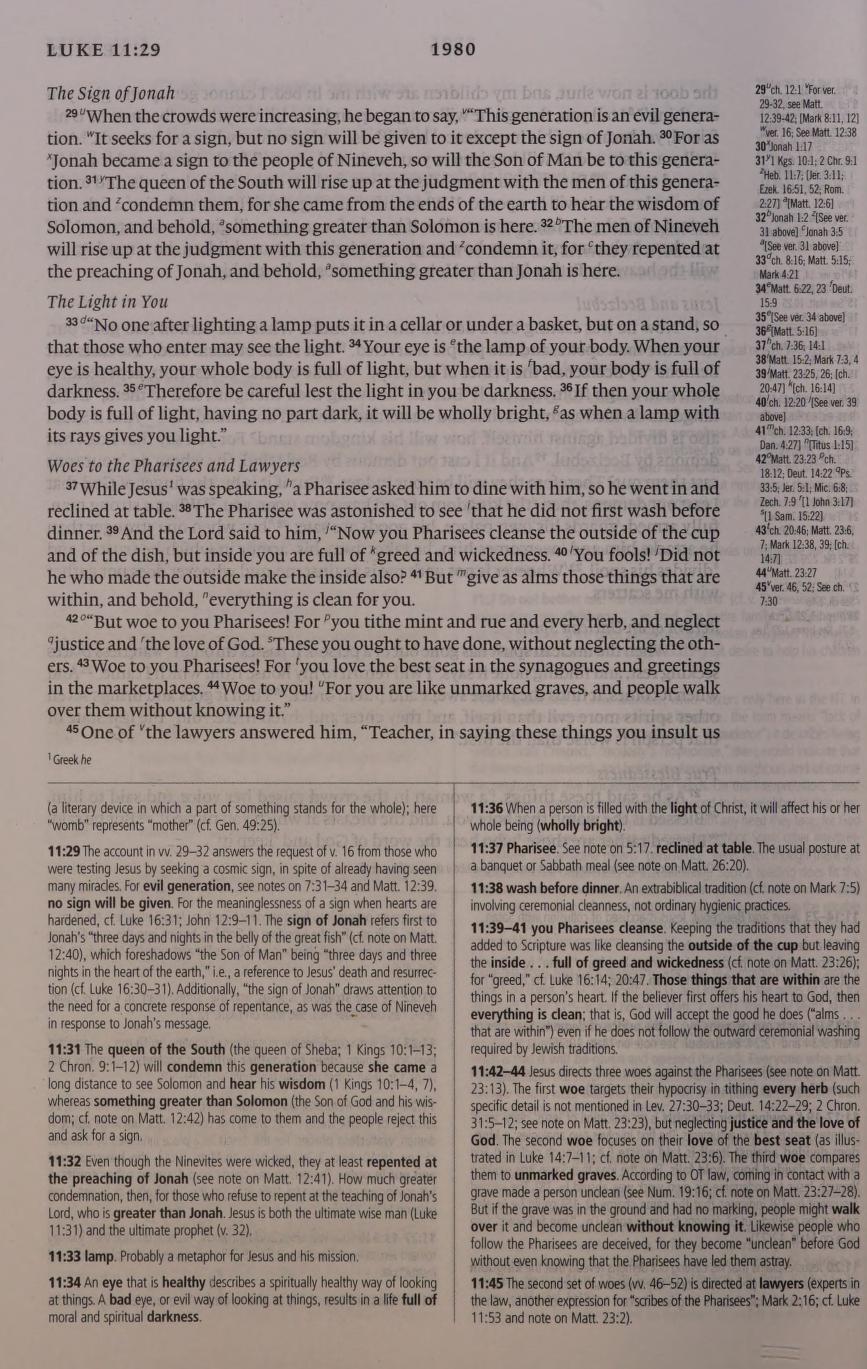 LUKE 11:29
1980
The Sign of Jonah
29 u When the crowds were increasing, he began to say, v “This generation is an evil genera-
tion. w It seeks for a sign, but no sign will be given to it except the sign of Jonah. 30 For as
x Jonah became a sign to the people of Nineveh, so will the Son of Man be to this genera-
tion. 31 y The queen of the South will rise up at the judgment with the men of this genera-
tion and z condemn them, for she came from the ends of the earth to hear the wisdom of
Solomon, and behold, a something greater than Solomon is here. 32 b The men of Nineveh
will rise up at the judgment with this generation and z condemn it, for c they repented at
the preaching of Jonah, and behold, a something greater than Jonah is here.
The Light in You
33 d “No one after lighting a lamp puts it in a cellar or under a basket, but on a stand, so
that those who enter may see the light. 34 Your eye is e the lamp of your body. When your
eye is healthy, your whole body is full of light, but when it is f bad, your body is full of
darkness. 35 e Therefore be careful lest the light in you be darkness. 36 If then your whole
body is full of light, having no part dark, it will be wholly bright, g as when a lamp with
its rays gives you light.”
Woes to the Pharisees and Lawyers
37 While Jesus 1 was speaking, h a Pharisee asked him to dine with him, so he went in and
reclined at table. 38 The Pharisee was astonished to see i that he did not first wash before
dinner. 39 And the Lord said to him, j “Now you Pharisees cleanse the outside of the cup
and of the dish, but inside you are full of k greed and wickedness. 40 l You fools! j Did not
he who made the outside make the inside also? 41 But m give as alms those things that are
within, and behold, n everything is clean for you.
42 o “But woe to you Pharisees! For p you tithe mint and rue and every herb, and neglect
q justice and r the love of God. s These you ought to have done, without neglecting the oth-
ers. 43 Woe to you Pharisees! For t you love the best seat in the synagogues and greetings
in the marketplaces. 44 Woe to you! u For you are like unmarked graves, and people walk
over them without knowing it.”
45 One of v the lawyers answered him, “Teacher, in saying these things you insult us
1 Greek he
29 u ch. 12:1 v For ver.
29-32, see Matt.
12:39-42; [Mark 8:11, 12]
w ver. 16; See Matt. 12:38
30 x Jonah 1:17
31 y 1 Kgs. 10:1; 2 Chr. 9:1
z Heb. 11:7; [Jer. 3:11;
Ezek. 16:51, 52; Rom.
2:27] a [Matt. 12:6]
32 b Jonah 1:2 z [See ver.
31 above] c Jonah 3:5
a [See ver. 31 above]
33 d ch. 8:16; Matt. 5:15;
Mark 4:21
34 e Matt. 6:22, 23 f Deut.
15:9
35 e [See ver. 34 above]
36 g [Matt. 5:16]
37 h ch. 7:36; 14:1
38 i Matt. 15:2; Mark 7:3, 4
39 j Matt. 23:25, 26; [ch.
20:47] k [ch. 16:14]
40 l ch. 12:20 j [See ver. 39
above]
41 m ch. 12:33; [ch. 16:9;
Dan. 4:27] n [Titus 1:15]
42 o Matt. 23:23 p ch.
18:12; Deut. 14:22 q Ps.
33:5; Jer. 5:1; Mic. 6:8;
Zech. 7:9 r [1 John 3:17]
s [1 Sam. 15:22]
43 t ch. 20:46; Matt. 23:6,
7; Mark 12:38, 39; [ch.
14:7]
44 u Matt. 23:27
45 v ver. 46, 52; See ch.
7:30
(a literary device in which a part of something stands for the whole); here
“womb” represents “mother” (cf. Gen. 49:25).
11:29 The account in vv. 29–32 answers the request of v. 16 from those who
were testing Jesus by seeking a cosmic sign, in spite of already having seen
many miracles. For evil generation, see notes on 7:31–34 and Matt. 12:39.
no sign will be given. For the meaninglessness of a sign when hearts are
hardened, cf. Luke 16:31; John 12:9–11. The sign of Jonah refers first to
Jonah’s “three days and nights in the belly of the great fish” (cf. note on Matt.
12:40), which foreshadows “the Son of Man” being “three days and three
nights in the heart of the earth,” i.e., a reference to Jesus’ death and resurrec-
tion (cf. Luke 16:30–31). Additionally, “the sign of Jonah” draws attention to
the need for a concrete response of repentance, as was the case of Nineveh
in response to Jonah’s message.
11:31 The queen of the South (the queen of Sheba; 1 Kings 10:1–13;
2 Chron. 9:1–12) will condemn this generation because she came a
long distance to see Solomon and hear his wisdom (1 Kings 10:1–4, 7),
whereas something greater than Solomon (the Son of God and his wis-
dom; cf. note on Matt. 12:42) has come to them and the people reject this
and ask for a sign.
11:32 Even though the Ninevites were wicked, they at least repented at
the preaching of Jonah (see note on Matt. 12:41). How much greater
condemnation, then, for those who refuse to repent at the teaching of Jonah’s
Lord, who is greater than Jonah. Jesus is both the ultimate wise man (Luke
11:31) and the ultimate prophet (v. 32).
11:33 lamp. Probably a metaphor for Jesus and his mission.
11:34 An eye that is healthy describes a spiritually healthy way of looking
at things. A bad eye, or evil way of looking at things, results in a life full of
moral and spiritual darkness.
11:36 When a person is filled with the light of Christ, it will affect his or her
whole being (wholly bright).
11:37 Pharisee. See note on 5:17. reclined at table. The usual posture at
a banquet or Sabbath meal (see note on Matt. 26:20).
11:38 wash before dinner. An extrabiblical tradition (cf. note on Mark 7:5)
involving ceremonial cleanness, not ordinary hygienic practices.
11:39–41 you Pharisees cleanse. Keeping the traditions that they had
added to Scripture was like cleansing the outside of the cup but leaving
the inside . . . full of greed and wickedness (cf. note on Matt. 23:26);
for “greed,” cf. Luke 16:14; 20:47. Those things that are within are the
things in a person’s heart. If the believer first offers his heart to God, then
everything is clean; that is, God will accept the good he does (“alms . . .
that are within”) even if he does not follow the outward ceremonial washing
required by Jewish traditions.
11:42–44 Jesus directs three woes against the Pharisees (see note on Matt.
23:13). The first woe targets their hypocrisy in tithing every herb (such
specific detail is not mentioned in Lev. 27:30–33; Deut. 14:22–29; 2 Chron.
31:5–12; see note on Matt. 23:23), but neglecting justice and the love of
God. The second woe focuses on their love of the best seat (as illus-
trated in Luke 14:7–11; cf. note on Matt. 23:6). The third woe compares
them to unmarked graves. According to OT law, coming in contact with a
grave made a person unclean (see Num. 19:16; cf. note on Matt. 23:27–28).
But if the grave was in the ground and had no marking, people might walk
over it and become unclean without knowing it. Likewise people who
follow the Pharisees are deceived, for they become “unclean” before God
without even knowing that the Pharisees have led them astray.
11:45 The second set of woes (vv. 46–52) is directed at lawyers (experts in
the law, another expression for “scribes of the Pharisees”; Mark 2:16; cf. Luke
11:53 and note on Matt. 23:2).